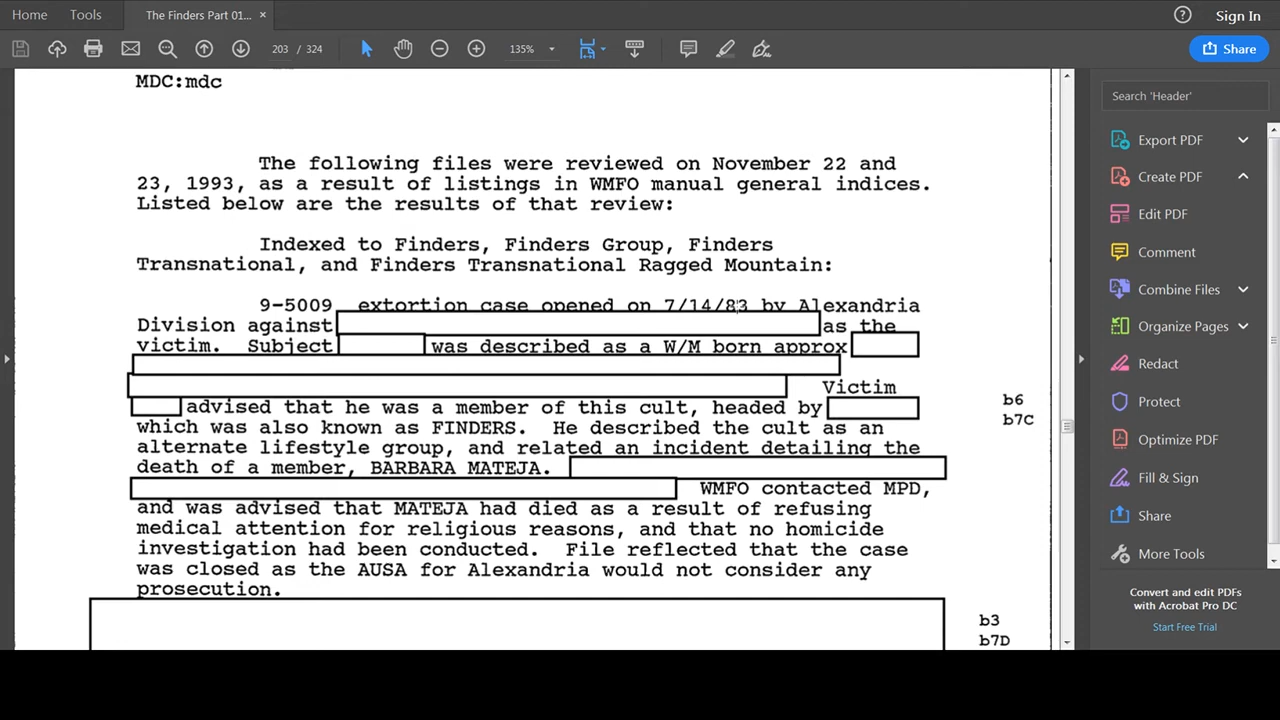 Home Tools The Finders Part 01... × Sign In
203 / 324 135% Share
MDC:mdc
The following files were reviewed on November 22 and
23, 1993, as a result of listings in WMFO manual general indices.
Listed below are the results of that review:
Indexed to Finders, Finders Group, Finders
Transnational, and Finders Transnational Ragged Mountain:
9-5009 extortion case opened on 7/14/83 by Alexandria
Division against as the
victim. Subject was described as a W/M born approx
Victim
advised that he was a member of this cult, headed by
which was also known as FINDERS. He described the cult as an
alternate lifestyle group, and related an incident detailing the
death of a member, BARBARA MATEJA.
WMFO contacted MPD,
and was advised that MATEJA had died as a result of refusing
medical attention for religious reasons, and that no homicide
investigation had been conducted. File reflected that the case
was closed as the AUSA for Alexandria would not consider any
prosecution.
b6
b7C
b3
b7D
Search 'Header'
Export PDF
Create PDF
Edit PDF
Comment
Combine Files
Organize Pages
Redact
Protect
Optimize PDF
Fill & Sign
Share
More Tools
Convert and edit PDFs
with Acrobat Pro DC
Start Free Trial